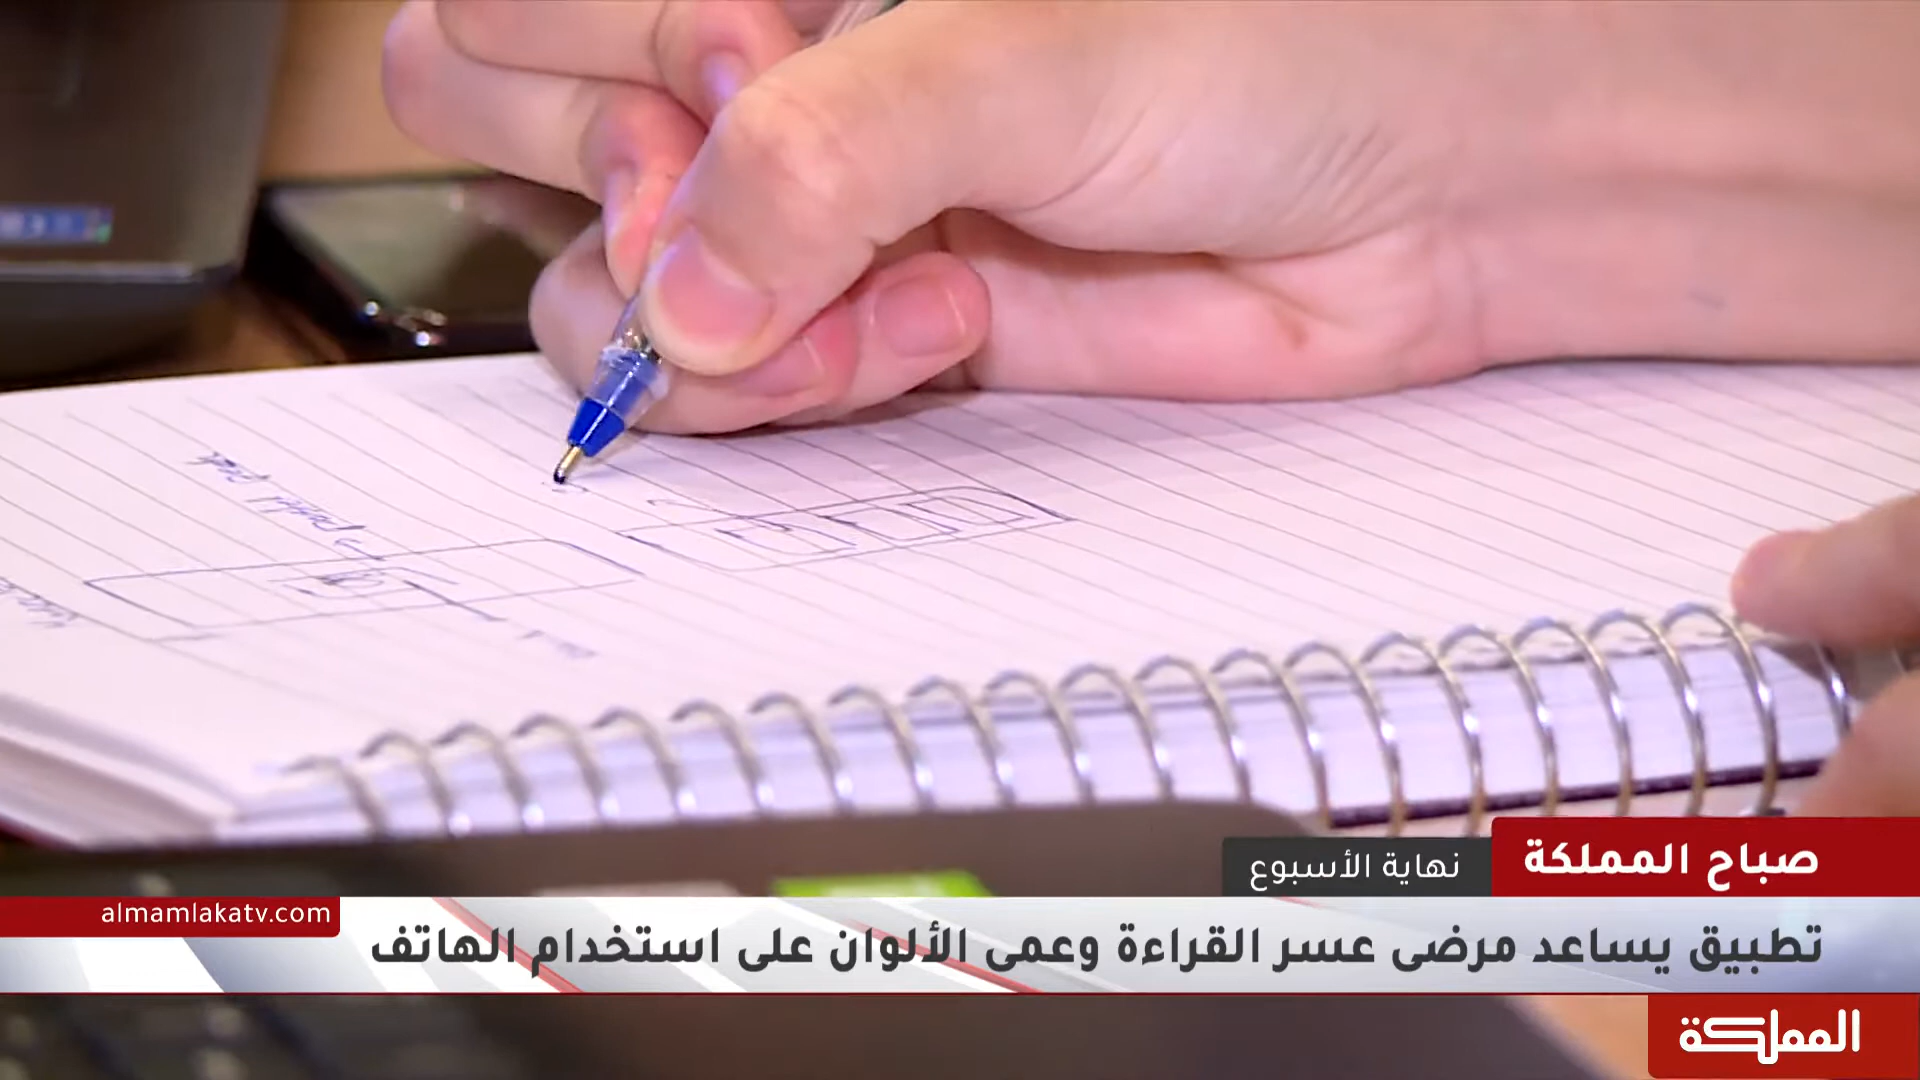 صباح المملكة
نهاية الأسبوع
almamlakatv.com
تطبيق يساعد مرضى عسر القراءة وعمى الألوان على استخدام الهاتف
المملكة